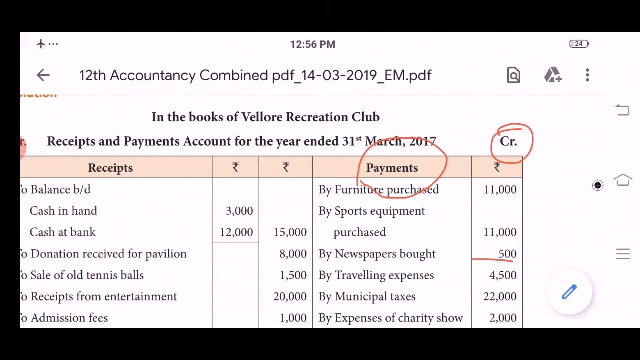 12:56 PM
24
12th Accountancy Combined pdf_14-03-2019_EM.pdf
In the books of Vellore Recreation Club
Receipts and Payments Account for the year ended 31st March, 2017 Cr.
Receipts ₹ ₹ Payments ₹
To Balance b/d By Furniture purchased 11,000
Cash in hand 3,000 By Sports equipment
Cash at bank 12,000 15,000 purchased 11,000
To Donation received for pavilion 8,000 By Newspapers bought 500
To Sale of old tennis balls 1,500 By Travelling expenses 4,500
To Receipts from entertainment 20,000 By Municipal taxes 22,000
To Admission fees 1,000 By Expenses of charity show 2,000